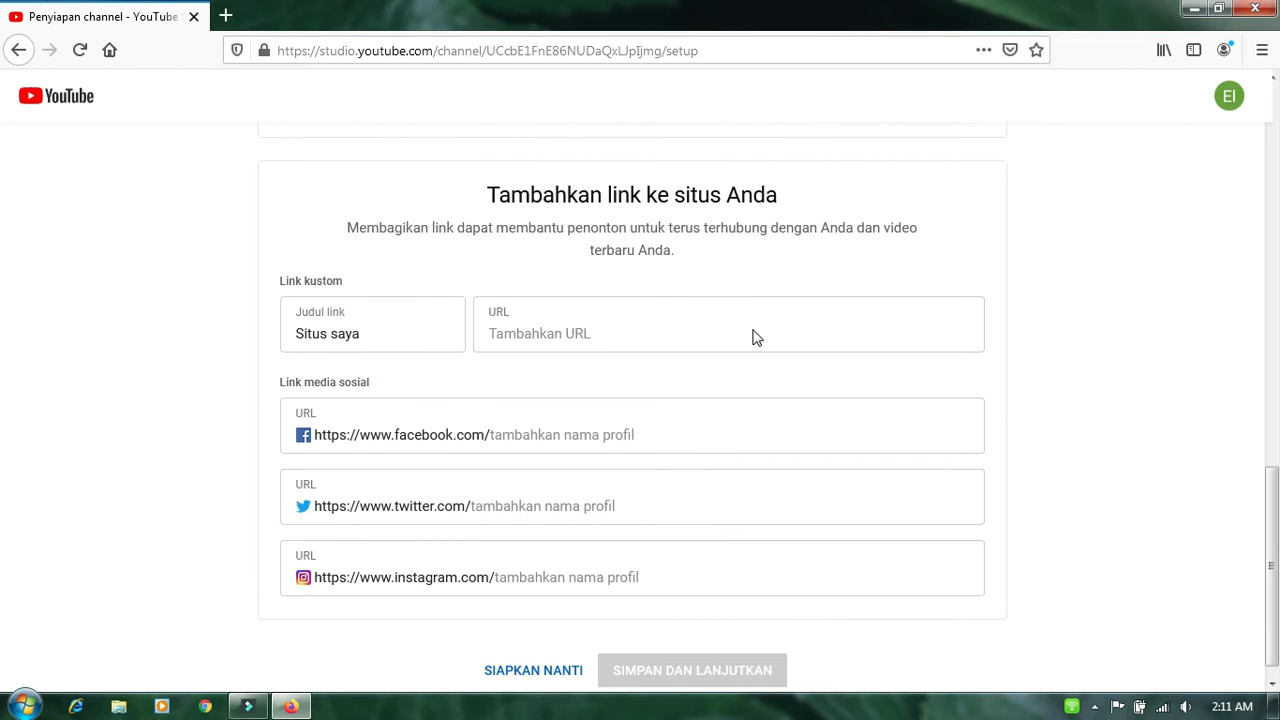 Penyiapan channel - YouTube
https://studio.youtube.com/channel/UCcbE1FnE86NUDaQxLJpIjmg/setup
YouTube
El
Tambahkan link ke situs Anda
Membagikan link dapat membantu penonton untuk terus terhubung dengan Anda dan video
terbaru Anda.
Link kustom
Judul link
Situs saya
URL
Tambahkan URL
Link media sosial
URL
https://www.facebook.com/tambahkan nama profil
URL
https://www.twitter.com/tambahkan nama profil
URL
https://www.instagram.com/tambahkan nama profil
SIAPKAN NANTI
SIMPAN DAN LANJUTKAN
2:11 AM